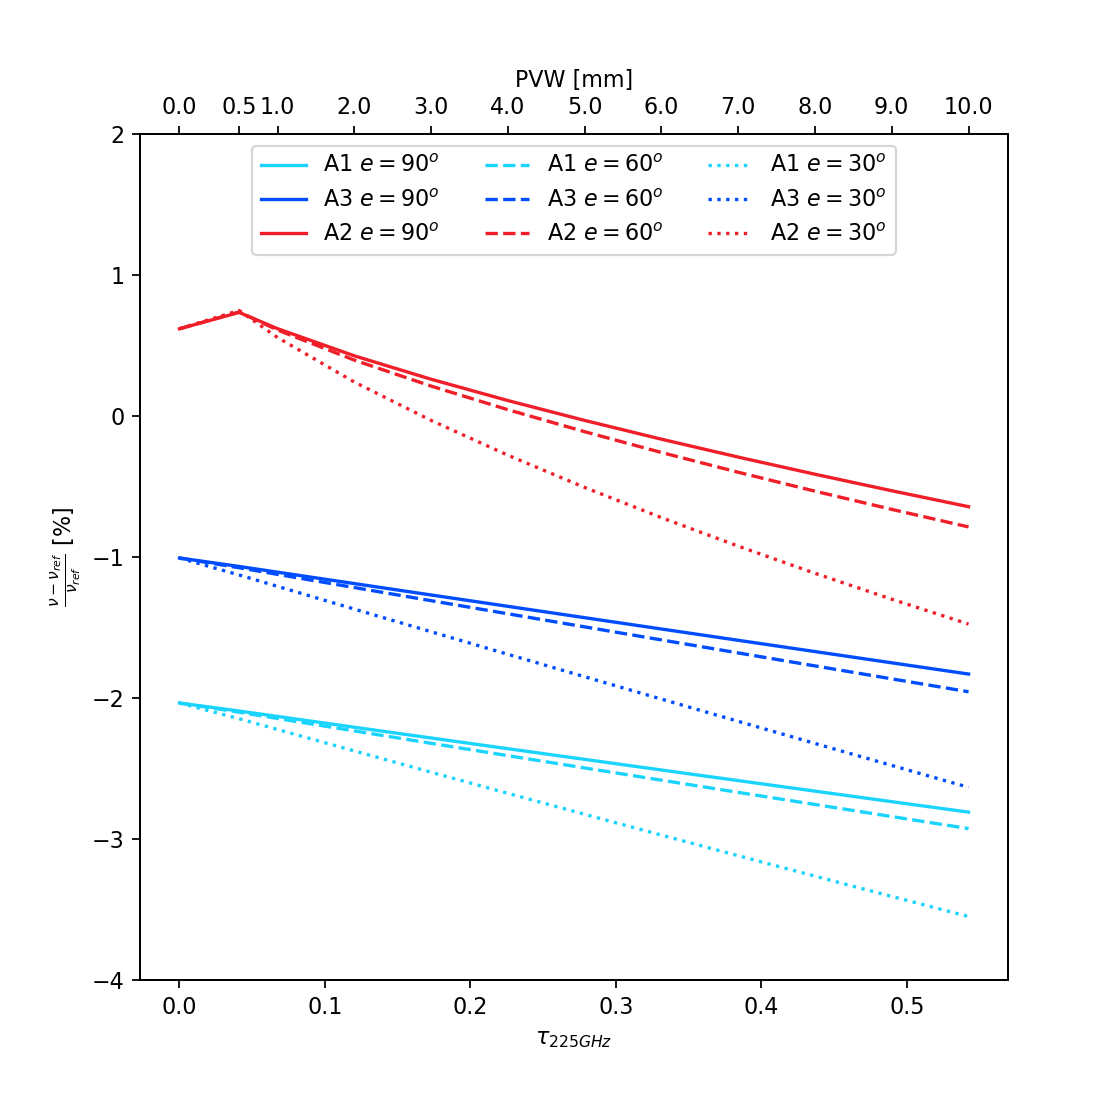 PVW [mm]
0.0 0.5 1.0 2.0 3.0 4.0 5.0 6.0 7.0 8.0 9.0 10.0
A1 e = 90° A1 e = 60° A1 e = 30°
A3 e = 90° A3 e = 60° A3 e = 30°
A2 e = 90° A2 e = 60° A2 e = 30°
2
1
0
−1
−2
−3
−4
ν − ν_ref / ν_ref [%]
0.0 0.1 0.2 0.3 0.4 0.5
τ225GHz